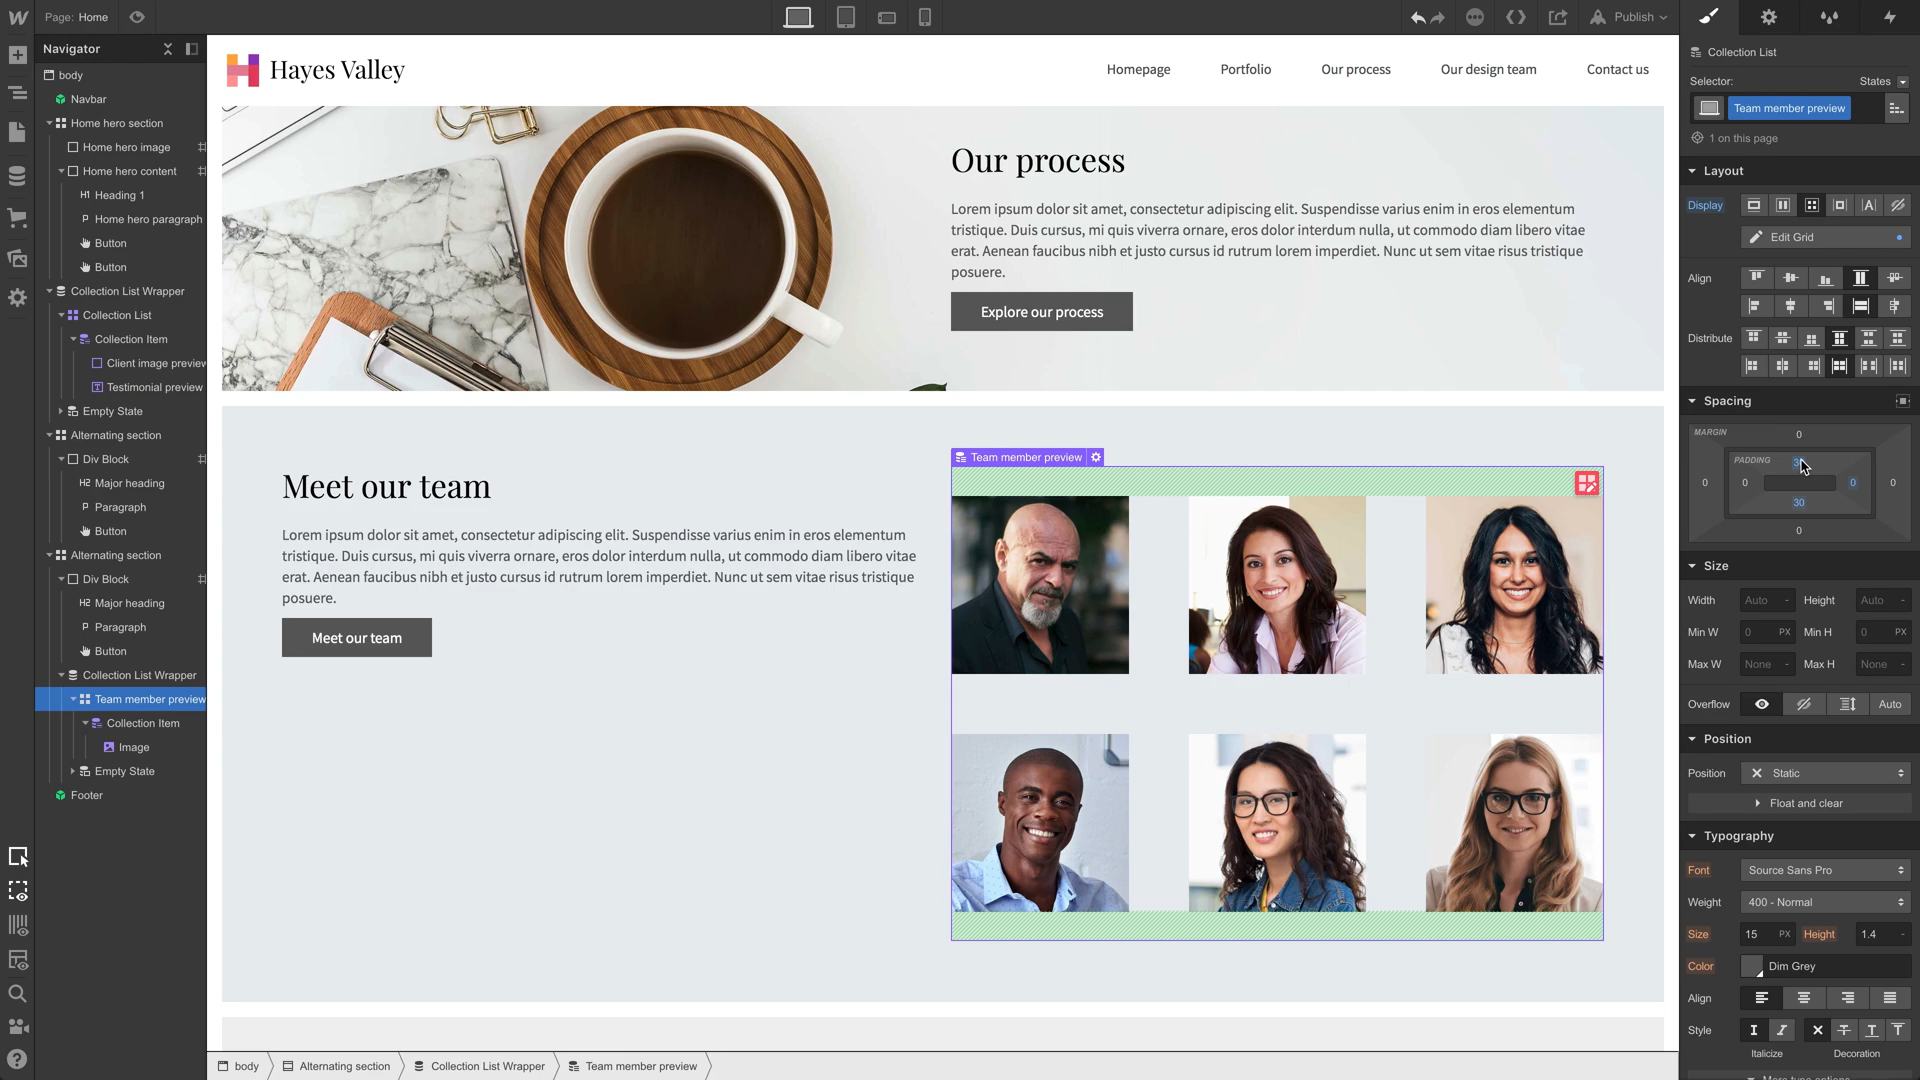 Page: Home
Publish
Navigator
body
Navbar
Home hero section
Home hero image
Home hero content
H1 Heading 1
P Home hero paragraph
Button
Button
Collection List Wrapper
Collection List
Collection Item
Client image preview
Testimonial preview
Empty State
Alternating section
Div Block
H2 Major heading
P Paragraph
Button
Alternating section
Div Block
H2 Major heading
P Paragraph
Button
Collection List Wrapper
Team member preview
Collection Item
Image
Empty State
Footer
Hayes Valley
Homepage Portfolio Our process Our design team Contact us
Our process
Lorem ipsum dolor sit amet, consectetur adipiscing elit. Suspendisse varius enim in eros elementum
tristique. Duis cursus, mi quis viverra ornare, eros dolor interdum nulla, ut commodo diam libero vitae
erat. Aenean faucibus nibh et justo cursus id rutrum lorem imperdiet. Nunc ut sem vitae risus tristique
posuere.
Explore our process
Meet our team
Lorem ipsum dolor sit amet, consectetur adipiscing elit. Suspendisse varius enim in eros elementum
tristique. Duis cursus, mi quis viverra ornare, eros dolor interdum nulla, ut commodo diam libero vitae
erat. Aenean faucibus nibh et justo cursus id rutrum lorem imperdiet. Nunc ut sem vitae risus tristique
posuere.
Meet our team
Team member preview
body Alternating section Collection List Wrapper Team member preview
Collection List
Selector: States
Team member preview
1 on this page
Layout
Display
Edit Grid
Align
Distribute
Spacing
MARGIN 0
PADDING
0 0 0 0
30
0
Size
Width Auto - Height Auto -
Min W 0 PX Min H 0 PX
Max W None - Max H None -
Overflow Auto
Position
Position Static
Float and clear
Typography
Font Source Sans Pro
Weight 400 - Normal
Size 15 PX Height 1.4 -
Color Dim Grey
Align
Style
Italicize Decoration